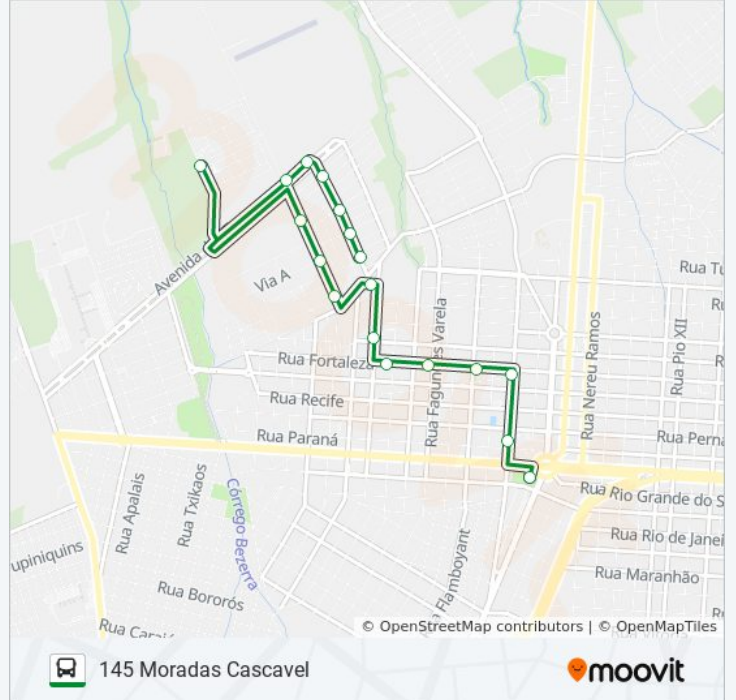 Avenida
Via A
Rua Tu
Ru
Rua Fagundes Varela
Rua Nereu Ramos
Rua Pio XII
Rua Fortaleza
R
Rua Recife
Rua Paraná
Rua Perna
Rua Apalais
Rua Txikaos
Córrego Bezerra
Rua Rio Grande do S
Rua Rio de Janei
upiniquins
Rua Flamboyant
Rua Maranhão
Rua Bororós
Ru
© OpenStreetMap contributors | © OpenMapTiles
145 Moradas Cascavel
moovit